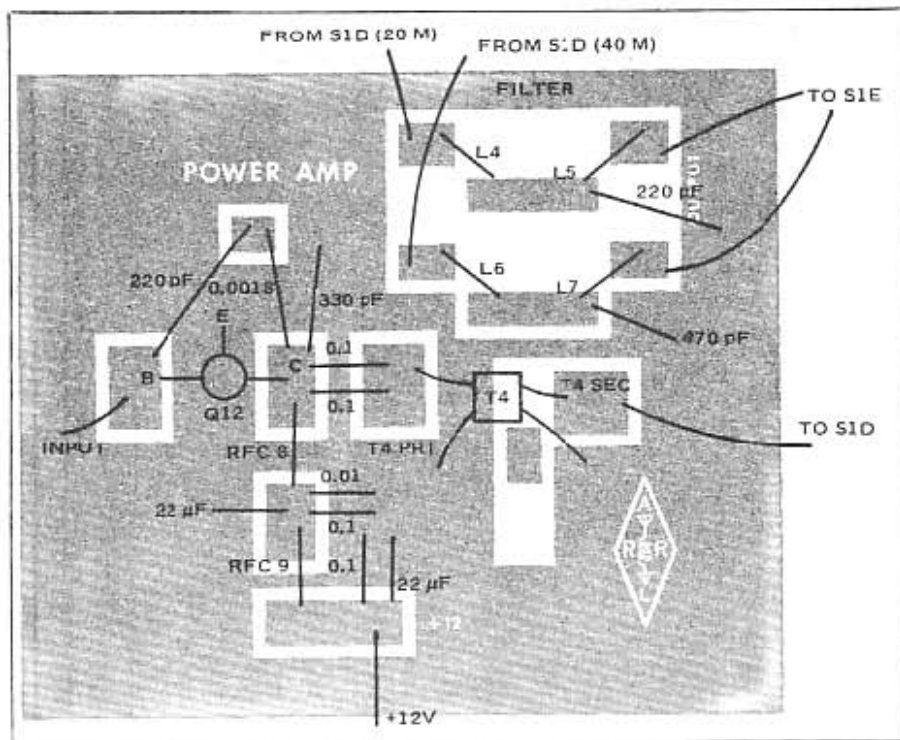 FROM S1D (20 M)
FROM S1D (40 M)
FILTER
TO S1E
L4
L5
POWER AMP
220 pF
OUTPUT
220 pF
0.0018
330 pF
L6
L7
E
470 pF
0.1
B
C
T4
T4 SEC
0.1
Q12
INPUT
RFC 8
T4 PRI
TO S1D
0.01
22 µF
0.1
RFC 9
0.1
22 µF
+12
+12V